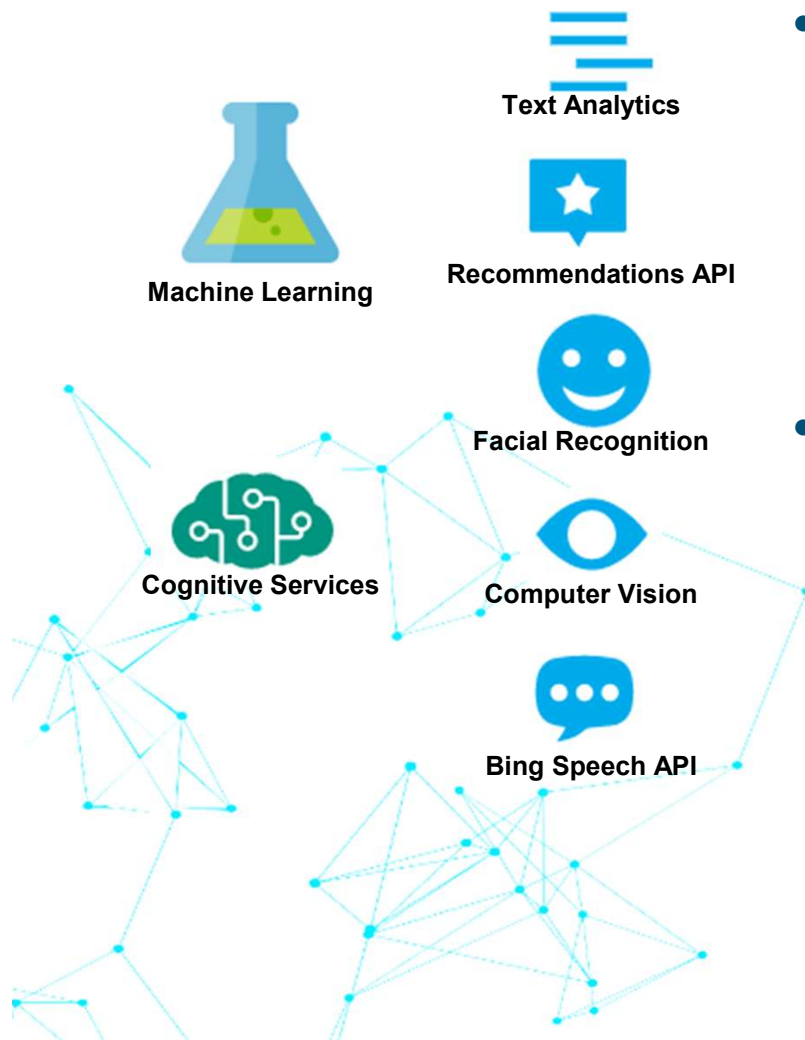 Text Analytics
Machine Learning
Recommendations API
Facial Recognition
Cognitive Services
Computer Vision
Bing Speech API